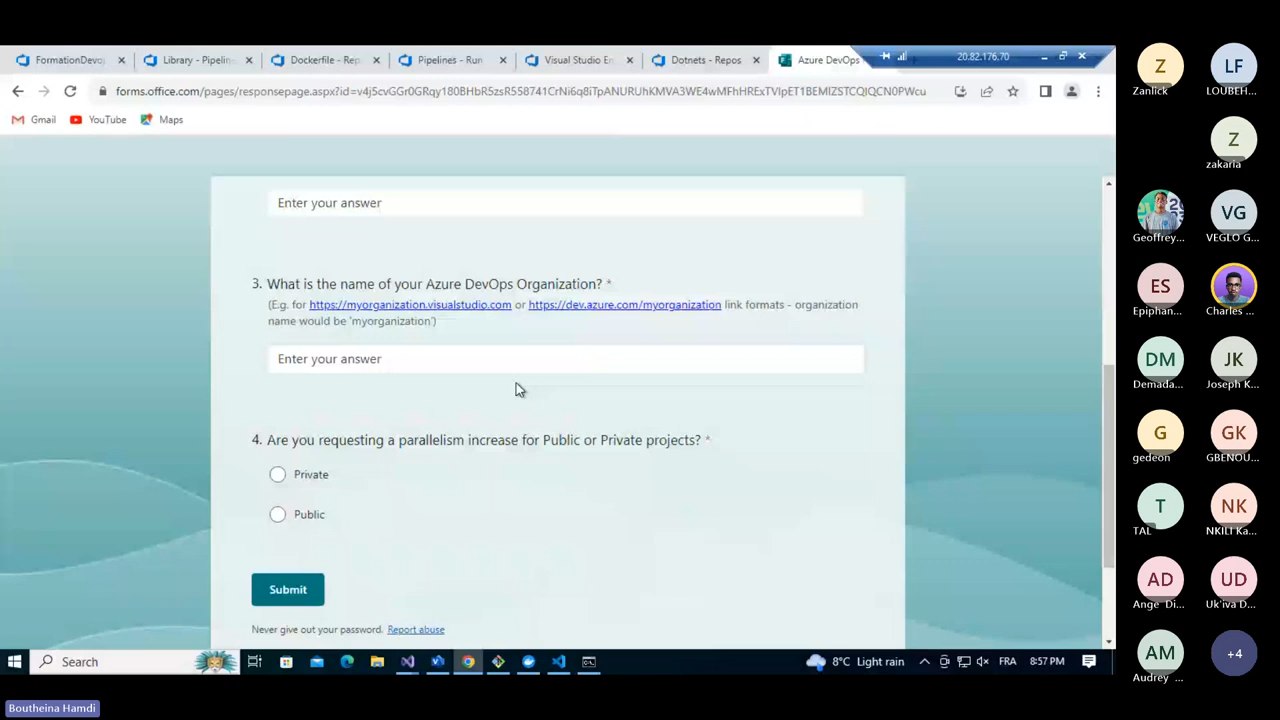 FormationDevo
Library - Pipelin
Dockerfile - Rep
Pipelines - Run
Visual Studio En
Dotnets - Repos
Azure DevOps
20.82.176.70
forms.office.com/pages/responsepage.aspx?id=v4j5cvGGr0GRqy180BHbR5zsR558741CrNi6q8iTpANURUhKMVA3WE4wMFhHRExTVlpET1BEMlZSTCQlQCN0PWcu
Gmail
YouTube
Maps
Enter your answer
3. What is the name of your Azure DevOps Organization? *
(E.g. for https://myorganization.visualstudio.com or https://dev.azure.com/myorganization link formats - organization
name would be 'myorganization')
Enter your answer
4. Are you requesting a parallelism increase for Public or Private projects? *
Private
Public
Submit
Never give out your password. Report abuse
Search
8°C Light rain
FRA
8:57 PM
Boutheina Hamdi
Z
Zanlick
LF
LOUBEH...
Z
zakaria
Geoffrey...
VG
VEGLO G...
ES
Epiphan...
Charles ...
DM
Demada...
JK
Joseph K...
G
gedeon
GK
GBENOU...
T
TAL
NK
NKILI Ka...
AD
Ange Di...
UD
Uk'iva D...
AM
Audrey ...
+4